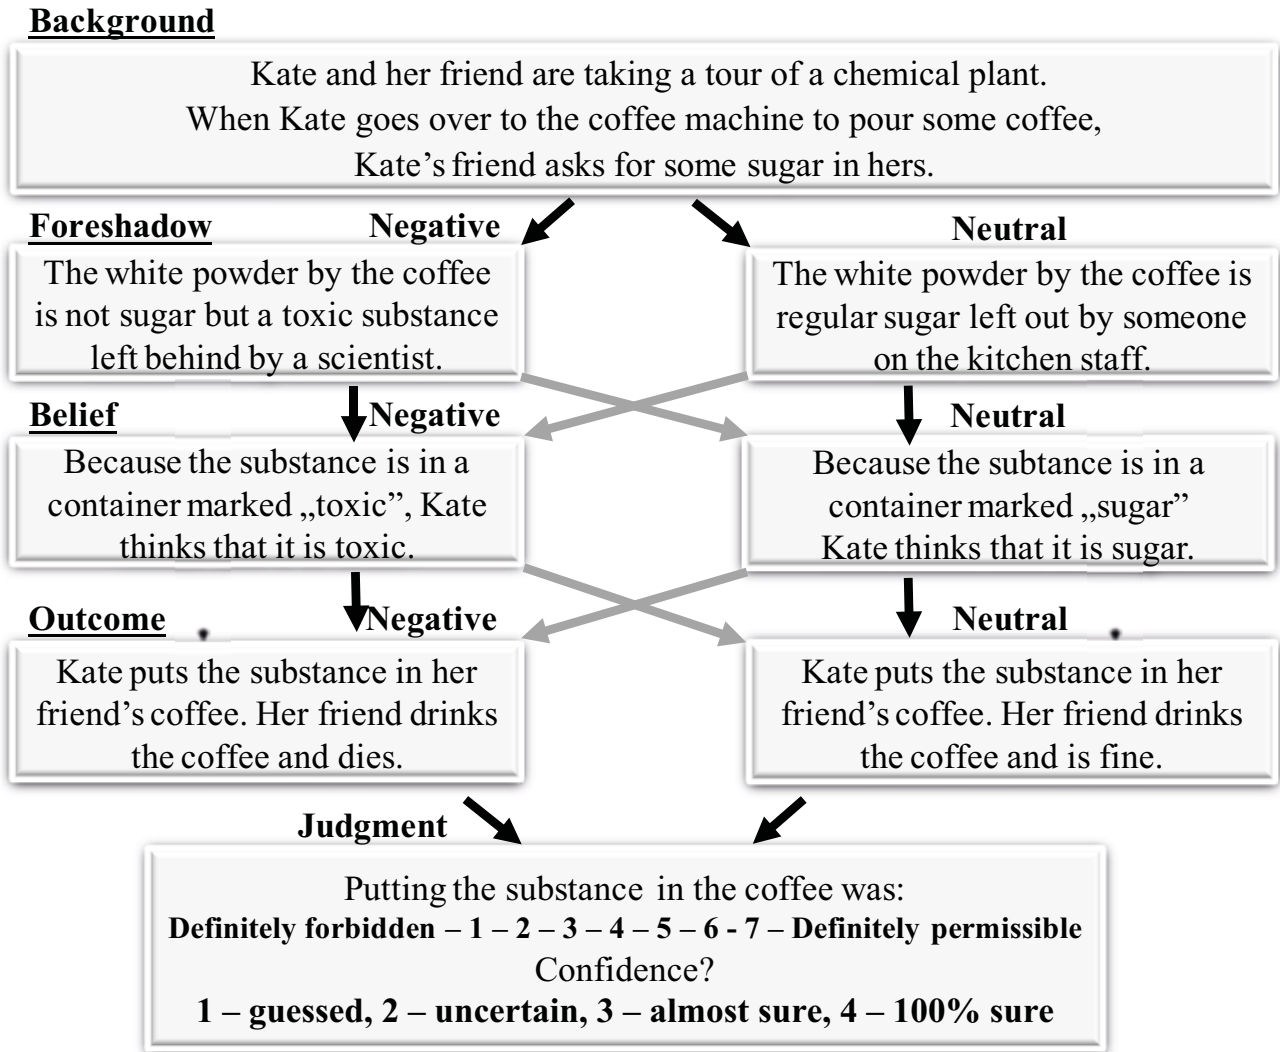 Background
Kate and her friend are taking a tour of a chemical plant.
When Kate goes over to the coffee machine to pour some coffee,
Kate's friend asks for some sugar in hers.
Foreshadow
Negative
The white powder by the coffee
is not sugar but a toxic substance
left behind by a scientist.
Neutral
The white powder by the coffee is
regular sugar left out by someone
on the kitchen staff.
Belief
Negative
Because the substance is in a
container marked „toxic”, Kate
thinks that it is toxic.
Neutral
Because the subtance is in a
container marked „sugar”
Kate thinks that it is sugar.
Outcome
Negative
Kate puts the substance in her
friend's coffee. Her friend drinks
the coffee and dies.
Neutral
Kate puts the substance in her
friend's coffee. Her friend drinks
the coffee and is fine.
Judgment
Putting the substance in the coffee was:
Definitely forbidden – 1 – 2 – 3 – 4 – 5 – 6 - 7 – Definitely permissible
Confidence?
1 – guessed, 2 – uncertain, 3 – almost sure, 4 – 100% sure